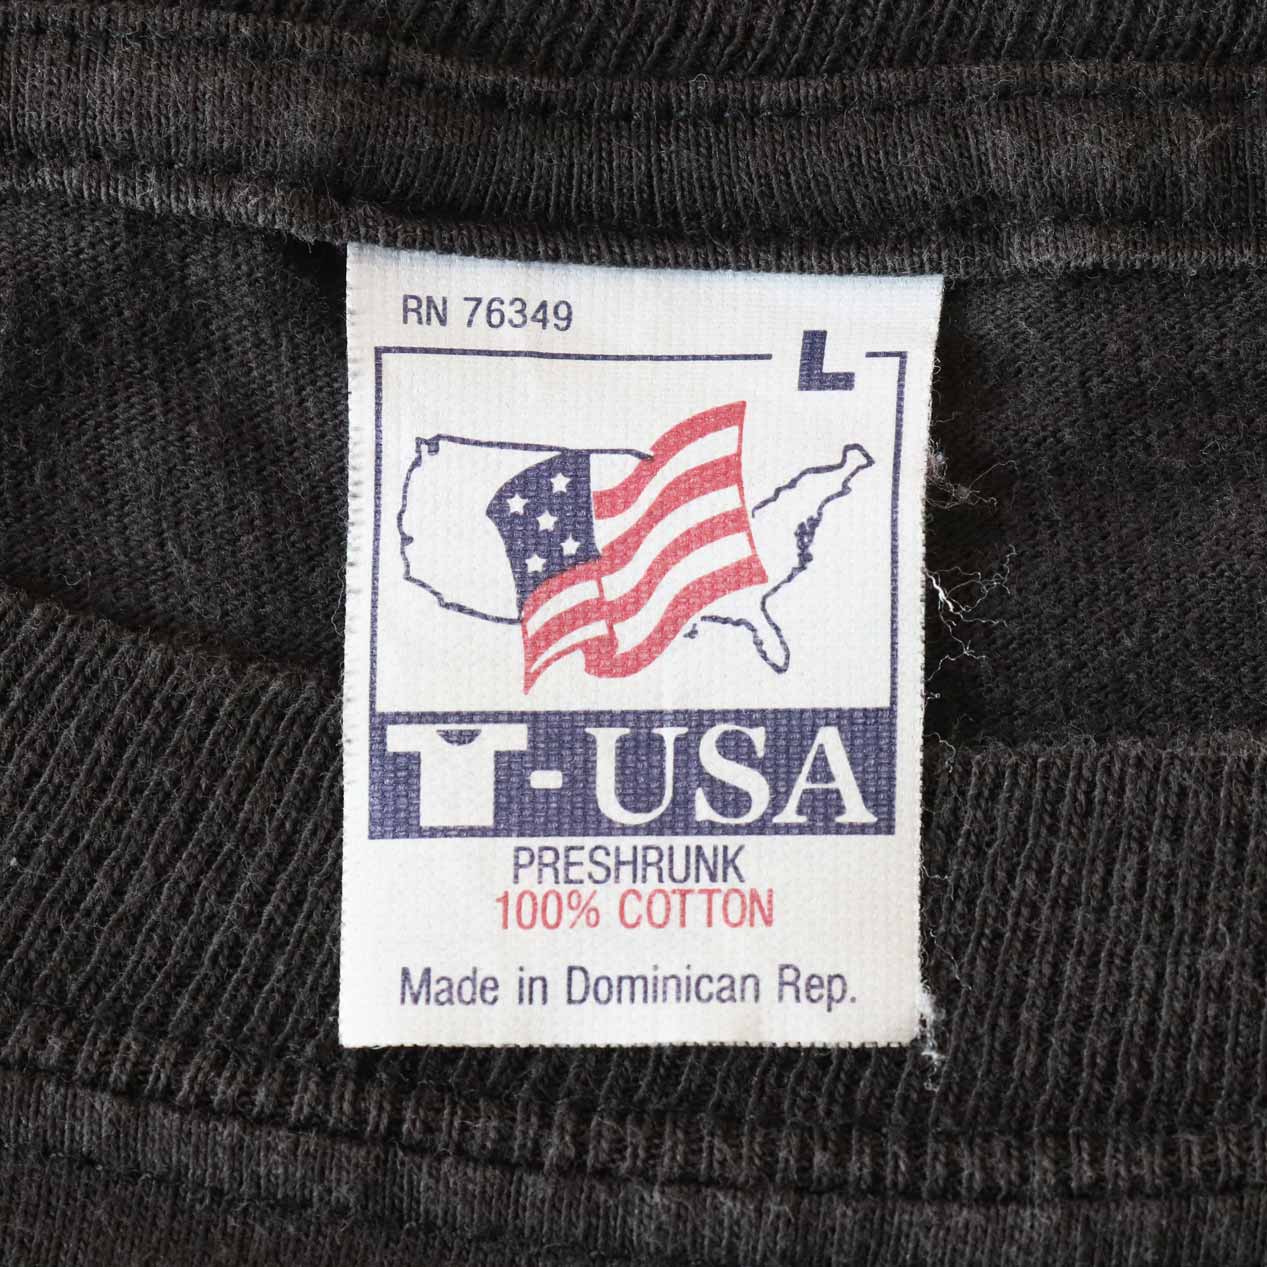 RN 76349
L
T-USA
PRESHRUNK
100% COTTON
Made in Dominican Rep.